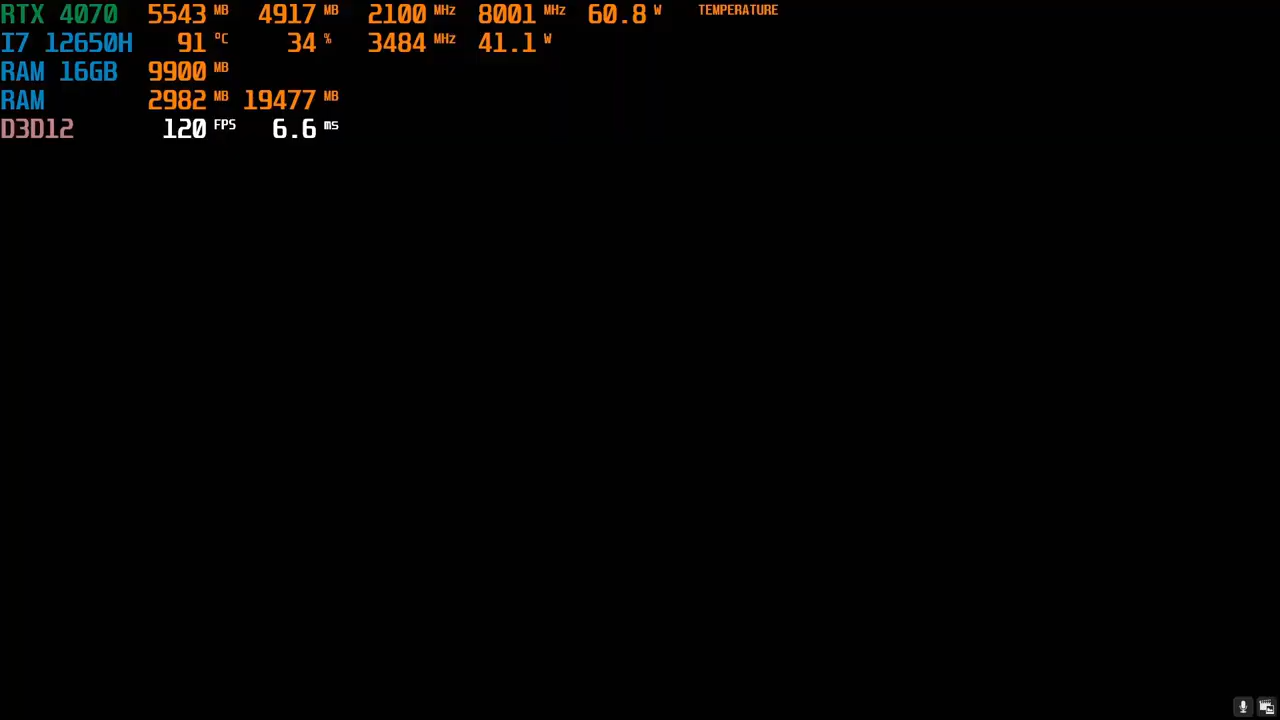 RTX 4070 5543 MB 4917 MB 2100 MHz 8001 MHz 60.8 W TEMPERATURE
I7 12650H 91 °C 34 % 3484 MHz 41.1 W
RAM 16GB 9900 MB
RAM 2982 MB 19477 MB
D3D12 120 FPS 6.6 ms